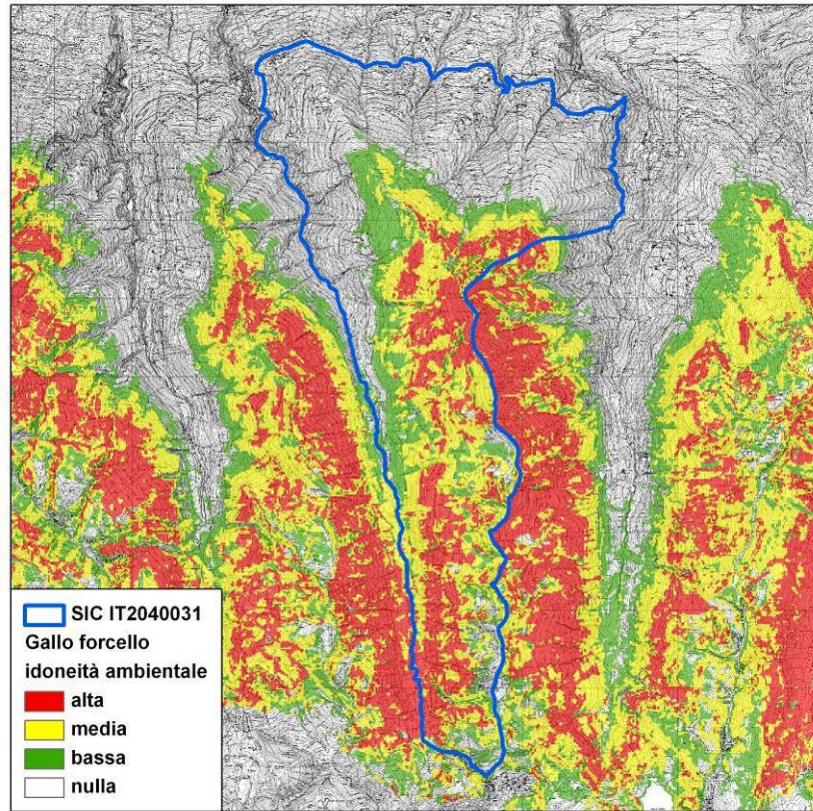 SIC IT2040031
Gallo forcello
idoneità ambientale
alta
media
bassa
nulla